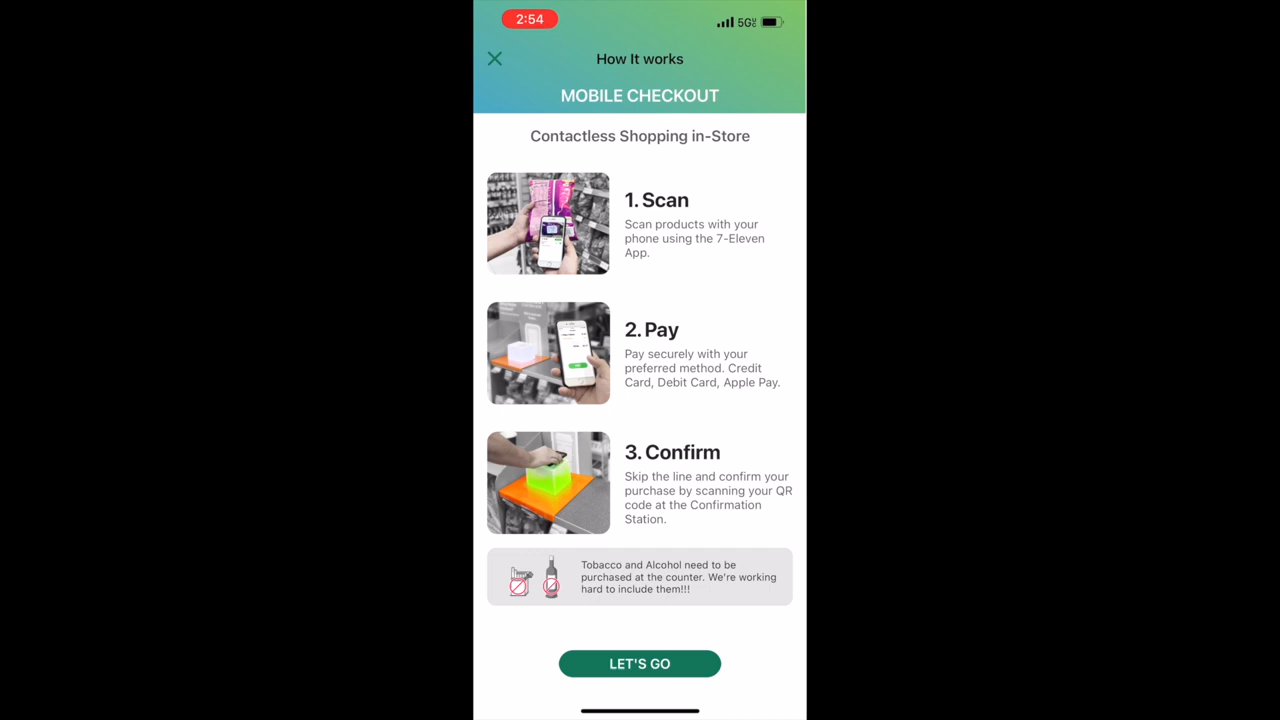 2:54
5G
How It works
MOBILE CHECKOUT
Contactless Shopping in-Store
1. Scan
Scan products with your
phone using the 7-Eleven
App.
2. Pay
Pay securely with your
preferred method. Credit
Card, Debit Card, Apple Pay.
3. Confirm
Skip the line and confirm your
purchase by scanning your QR
code at the Confirmation
Station.
Tobacco and Alcohol need to be
purchased at the counter. We're working
hard to include them!!!
LET'S GO